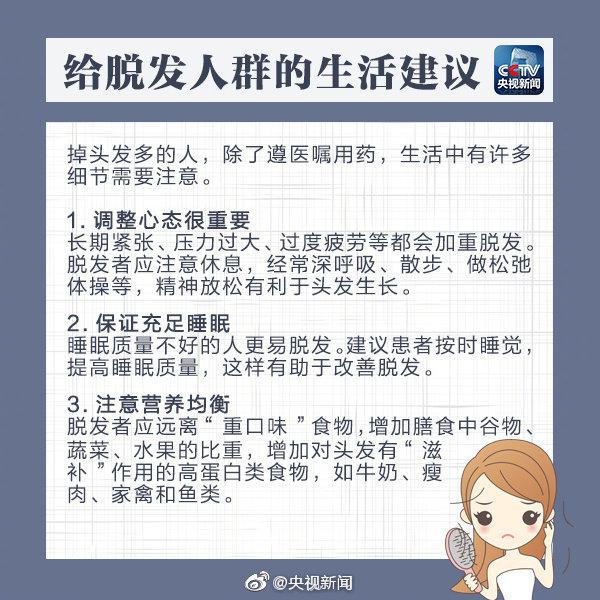 给脱发人群的生活建议
CCTV
央视新闻
掉头发多的人，除了遵医嘱用药，生活中有许多
细节需要注意。
1. 调整心态很重要
长期紧张、压力过大、过度疲劳等都会加重脱发。
脱发者应注意休息，经常深呼吸、散步、做松弛
体操等，精神放松有利于头发生长。
2. 保证充足睡眠
睡眠质量不好的人更易脱发。建议患者按时睡觉，
提高睡眠质量，这样有助于改善脱发。
3. 注意营养均衡
脱发者应远离“重口味”食物，增加膳食中谷物、
蔬菜、水果的比重，增加对头发有“滋
补”作用的高蛋白类食物，如牛奶、瘦
肉、家禽和鱼类。
@央视新闻